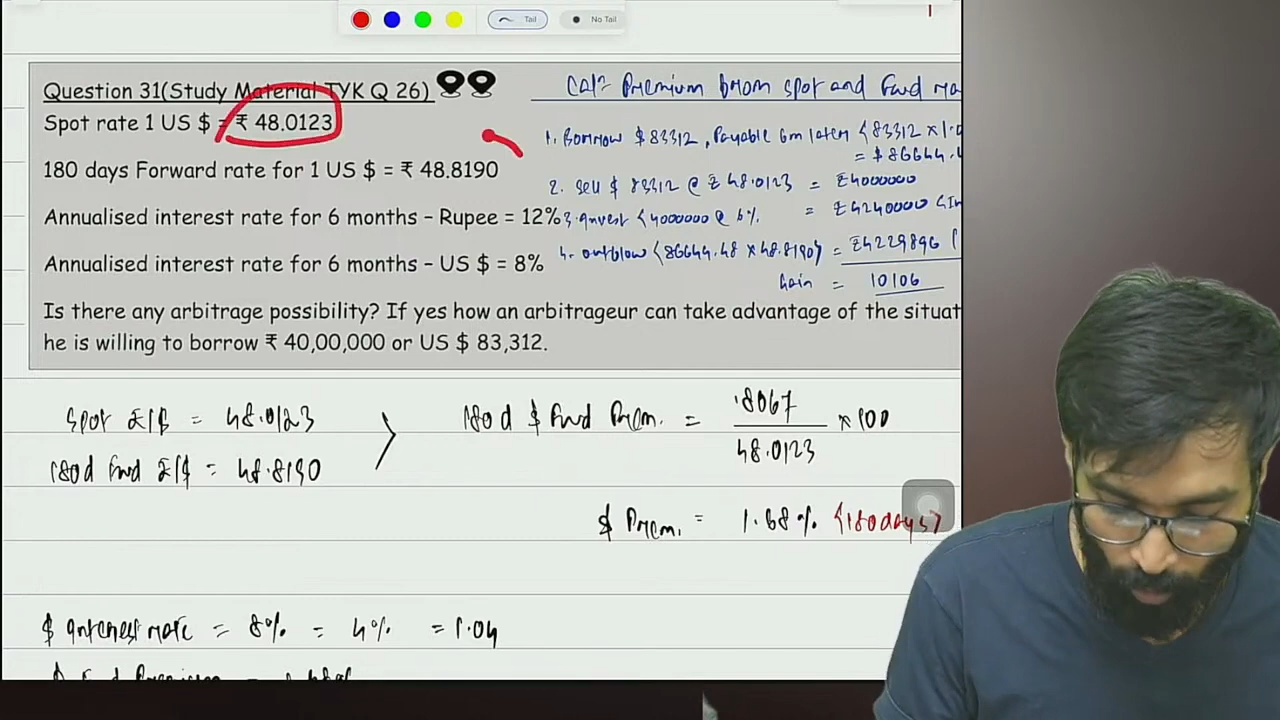 Tail
No Tail
Question 31(Study Material TYK Q 26)
Spot rate 1 US $ = ₹ 48.0123
180 days Forward rate for 1 US $ = ₹ 48.8190
Annualised interest rate for 6 months – Rupee = 12%
Annualised interest rate for 6 months – US $ = 8%
Is there any arbitrage possibility? If yes how an arbitrageur can take advantage of the situat
he is willing to borrow ₹ 40,00,000 or US $ 83,312.
Premium from spot and Fwd
1. Borrow $ 83312, Payable 6m later {83312 ×
= $ 86644.
2. Sell $ 83312 @ ₹ 48.0123 = ₹4000000
3. invest {4000000 @ 6% = ₹4240000
4. outflow {86644.48 × 48.8190} = ₹4229896
Gain = 10106
Spot ₹/$ = 48.0123
180d Fwd ₹/$ = 48.8190
180 d $ Fwd Prem. = .8067 / 48.0123 × 100
$ Prem. = 1.68% {180days}
$ interest rate = 8% = 4% = 1.04